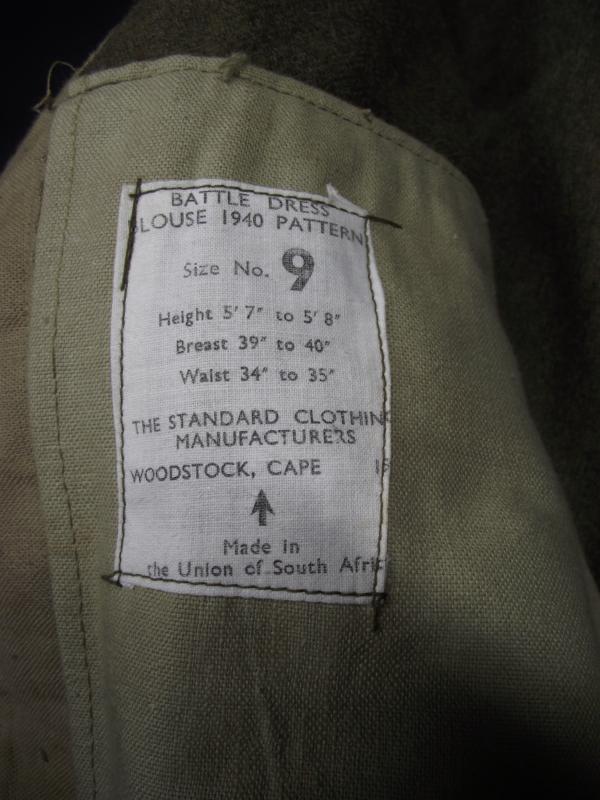 BATTLE DRESS
LOUSE 1940 PATTERN
Size No. 9
Height 5' 7" to 5' 8"
Breast 39" to 40"
Waist 34" to 35"
THE STANDARD CLOTHING
MANUFACTURERS
WOODSTOCK, CAPE
Made in
the Union of South Afri